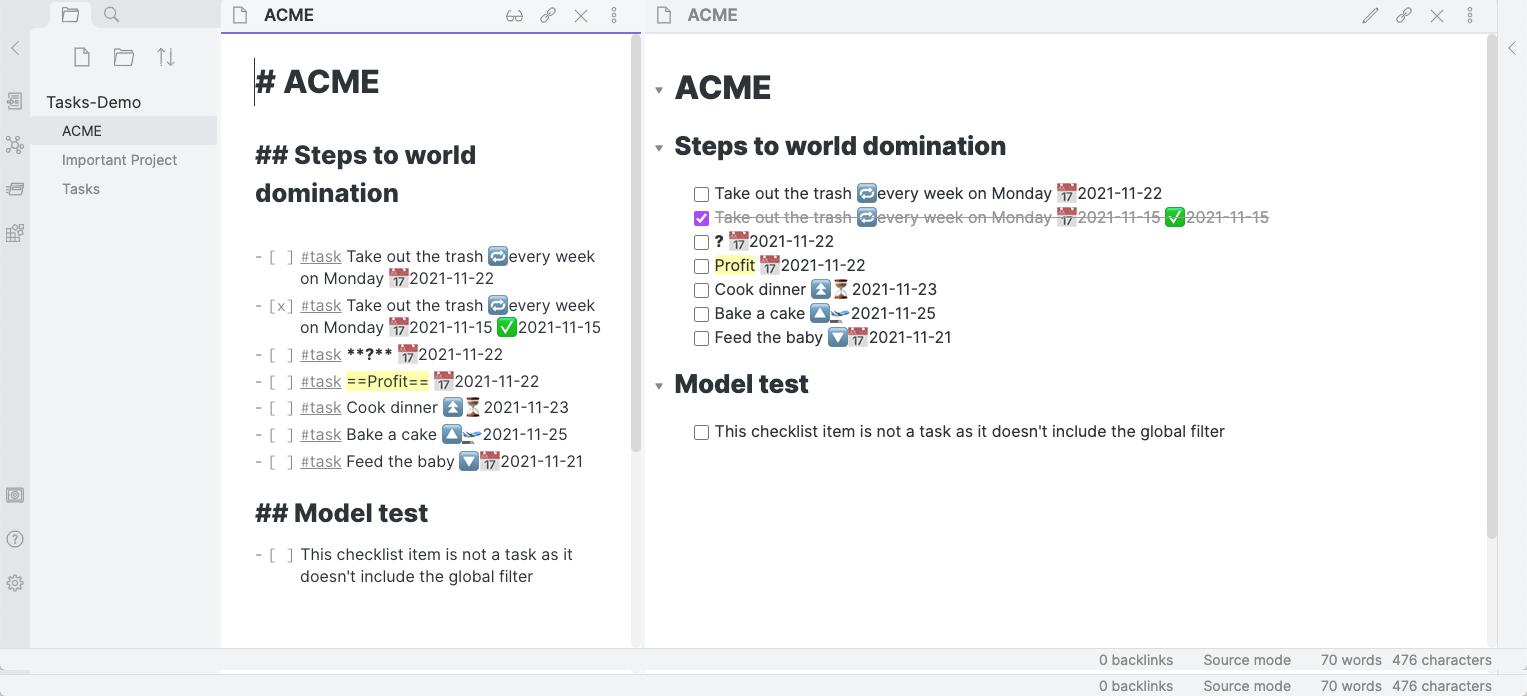 ACME
ACME
Tasks-Demo
ACME
Important Project
Tasks
# ACME
## Steps to world
domination
- [ ] #task Take out the trash 🔁every week
on Monday 📅2021-11-22
- [x] #task Take out the trash 🔁every week
on Monday 📅2021-11-15 ✅2021-11-15
- [ ] #task **?** 📅2021-11-22
- [ ] #task ==Profit== 📅2021-11-22
- [ ] #task Cook dinner ⏫⏳2021-11-23
- [ ] #task Bake a cake 🔼🛫2021-11-25
- [ ] #task Feed the baby 🔽📅2021-11-21
## Model test
- [ ] This checklist item is not a task as it
doesn't include the global filter
ACME
Steps to world domination
Take out the trash 🔁every week on Monday 📅2021-11-22
Take out the trash 🔁every week on Monday 📅2021-11-15 ✅2021-11-15
? 📅2021-11-22
Profit 📅2021-11-22
Cook dinner ⏫⏳2021-11-23
Bake a cake 🔼🛫2021-11-25
Feed the baby 🔽📅2021-11-21
Model test
This checklist item is not a task as it doesn't include the global filter
0 backlinks Source mode 70 words 476 characters
0 backlinks Source mode 70 words 476 characters